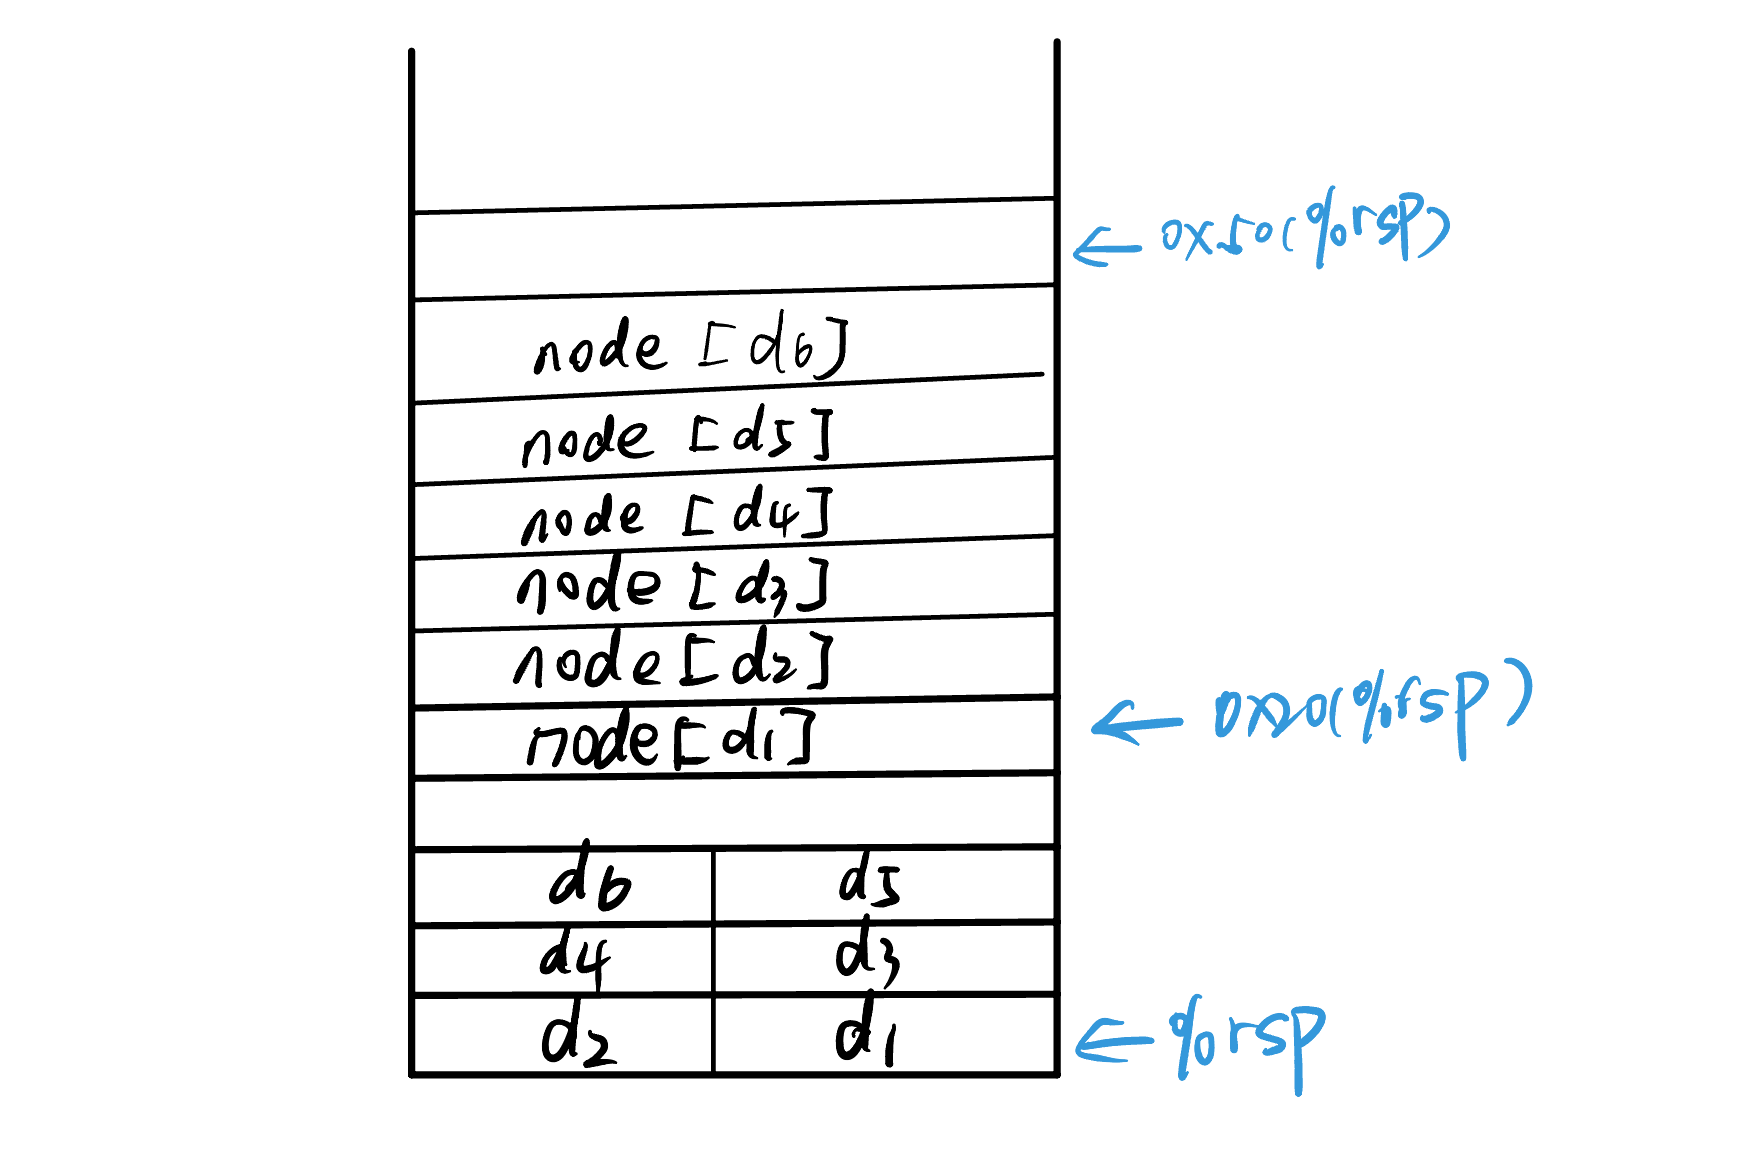 0x50(%rsp)
node [d6]
node [d5]
node [d4]
node [d3]
node [d2]
node [d1]
0x20(%rsp)
d6 d5
d4 d3
d2 d1
%rsp